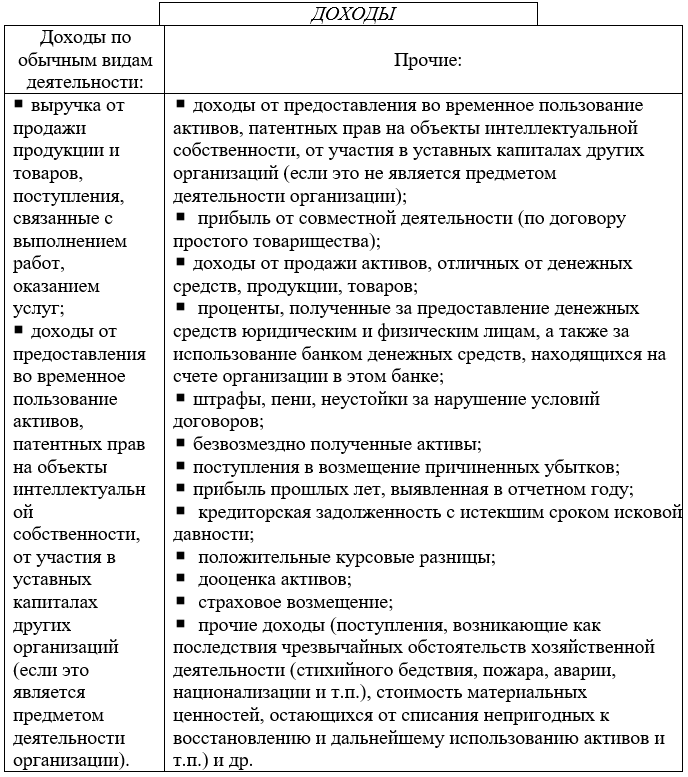 ДОХОДЫ
Доходы по
обычным видам
деятельности:
Прочие:
▪ выручка от
продажи
продукции и
товаров,
поступления,
связанные с
выполнением
работ,
оказанием
услуг;
▪ доходы от
предоставления
во временное
пользование
активов,
патентных прав
на объекты
интеллектуальн
ой
собственности,
от участия в
уставных
капиталах
других
организаций
(если это
является
предметом
деятельности
организации).
▪ доходы от предоставления во временное пользование
активов, патентных прав на объекты интеллектуальной
собственности, от участия в уставных капиталах других
организаций (если это не является предметом
деятельности организации);
▪ прибыль от совместной деятельности (по договору
простого товарищества);
▪ доходы от продажи активов, отличных от денежных
средств, продукции, товаров;
▪ проценты, полученные за предоставление денежных
средств юридическим и физическим лицам, а также за
использование банком денежных средств, находящихся на
счете организации в этом банке;
▪ штрафы, пени, неустойки за нарушение условий
договоров;
▪ безвозмездно полученные активы;
▪ поступления в возмещение причиненных убытков;
▪ прибыль прошлых лет, выявленная в отчетном году;
▪ кредиторская задолженность с истекшим сроком исковой
давности;
▪ положительные курсовые разницы;
▪ дооценка активов;
▪ страховое возмещение;
▪ прочие доходы (поступления, возникающие как
последствия чрезвычайных обстоятельств хозяйственной
деятельности (стихийного бедствия, пожара, аварии,
национализации и т.п.), стоимость материальных
ценностей, остающихся от списания непригодных к
восстановлению и дальнейшему использованию активов и
т.п.) и др.